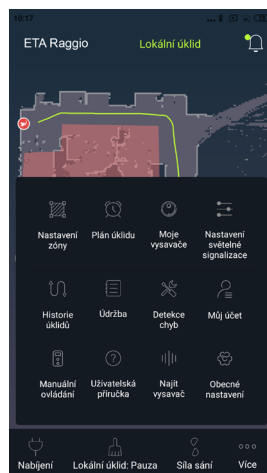 10:17
ETA Raggio
Lokální úklid
Nastavení zóny
Plán úklidu
Moje vysavače
Nastavení světelné signalizace
Historie úklidů
Údržba
Detekce chyb
Můj účet
Manuální ovládání
Uživatelská příručka
Najít vysavač
Obecné nastavení
Nabíjení
Lokální úklid: Pauza
Síla sání
Více